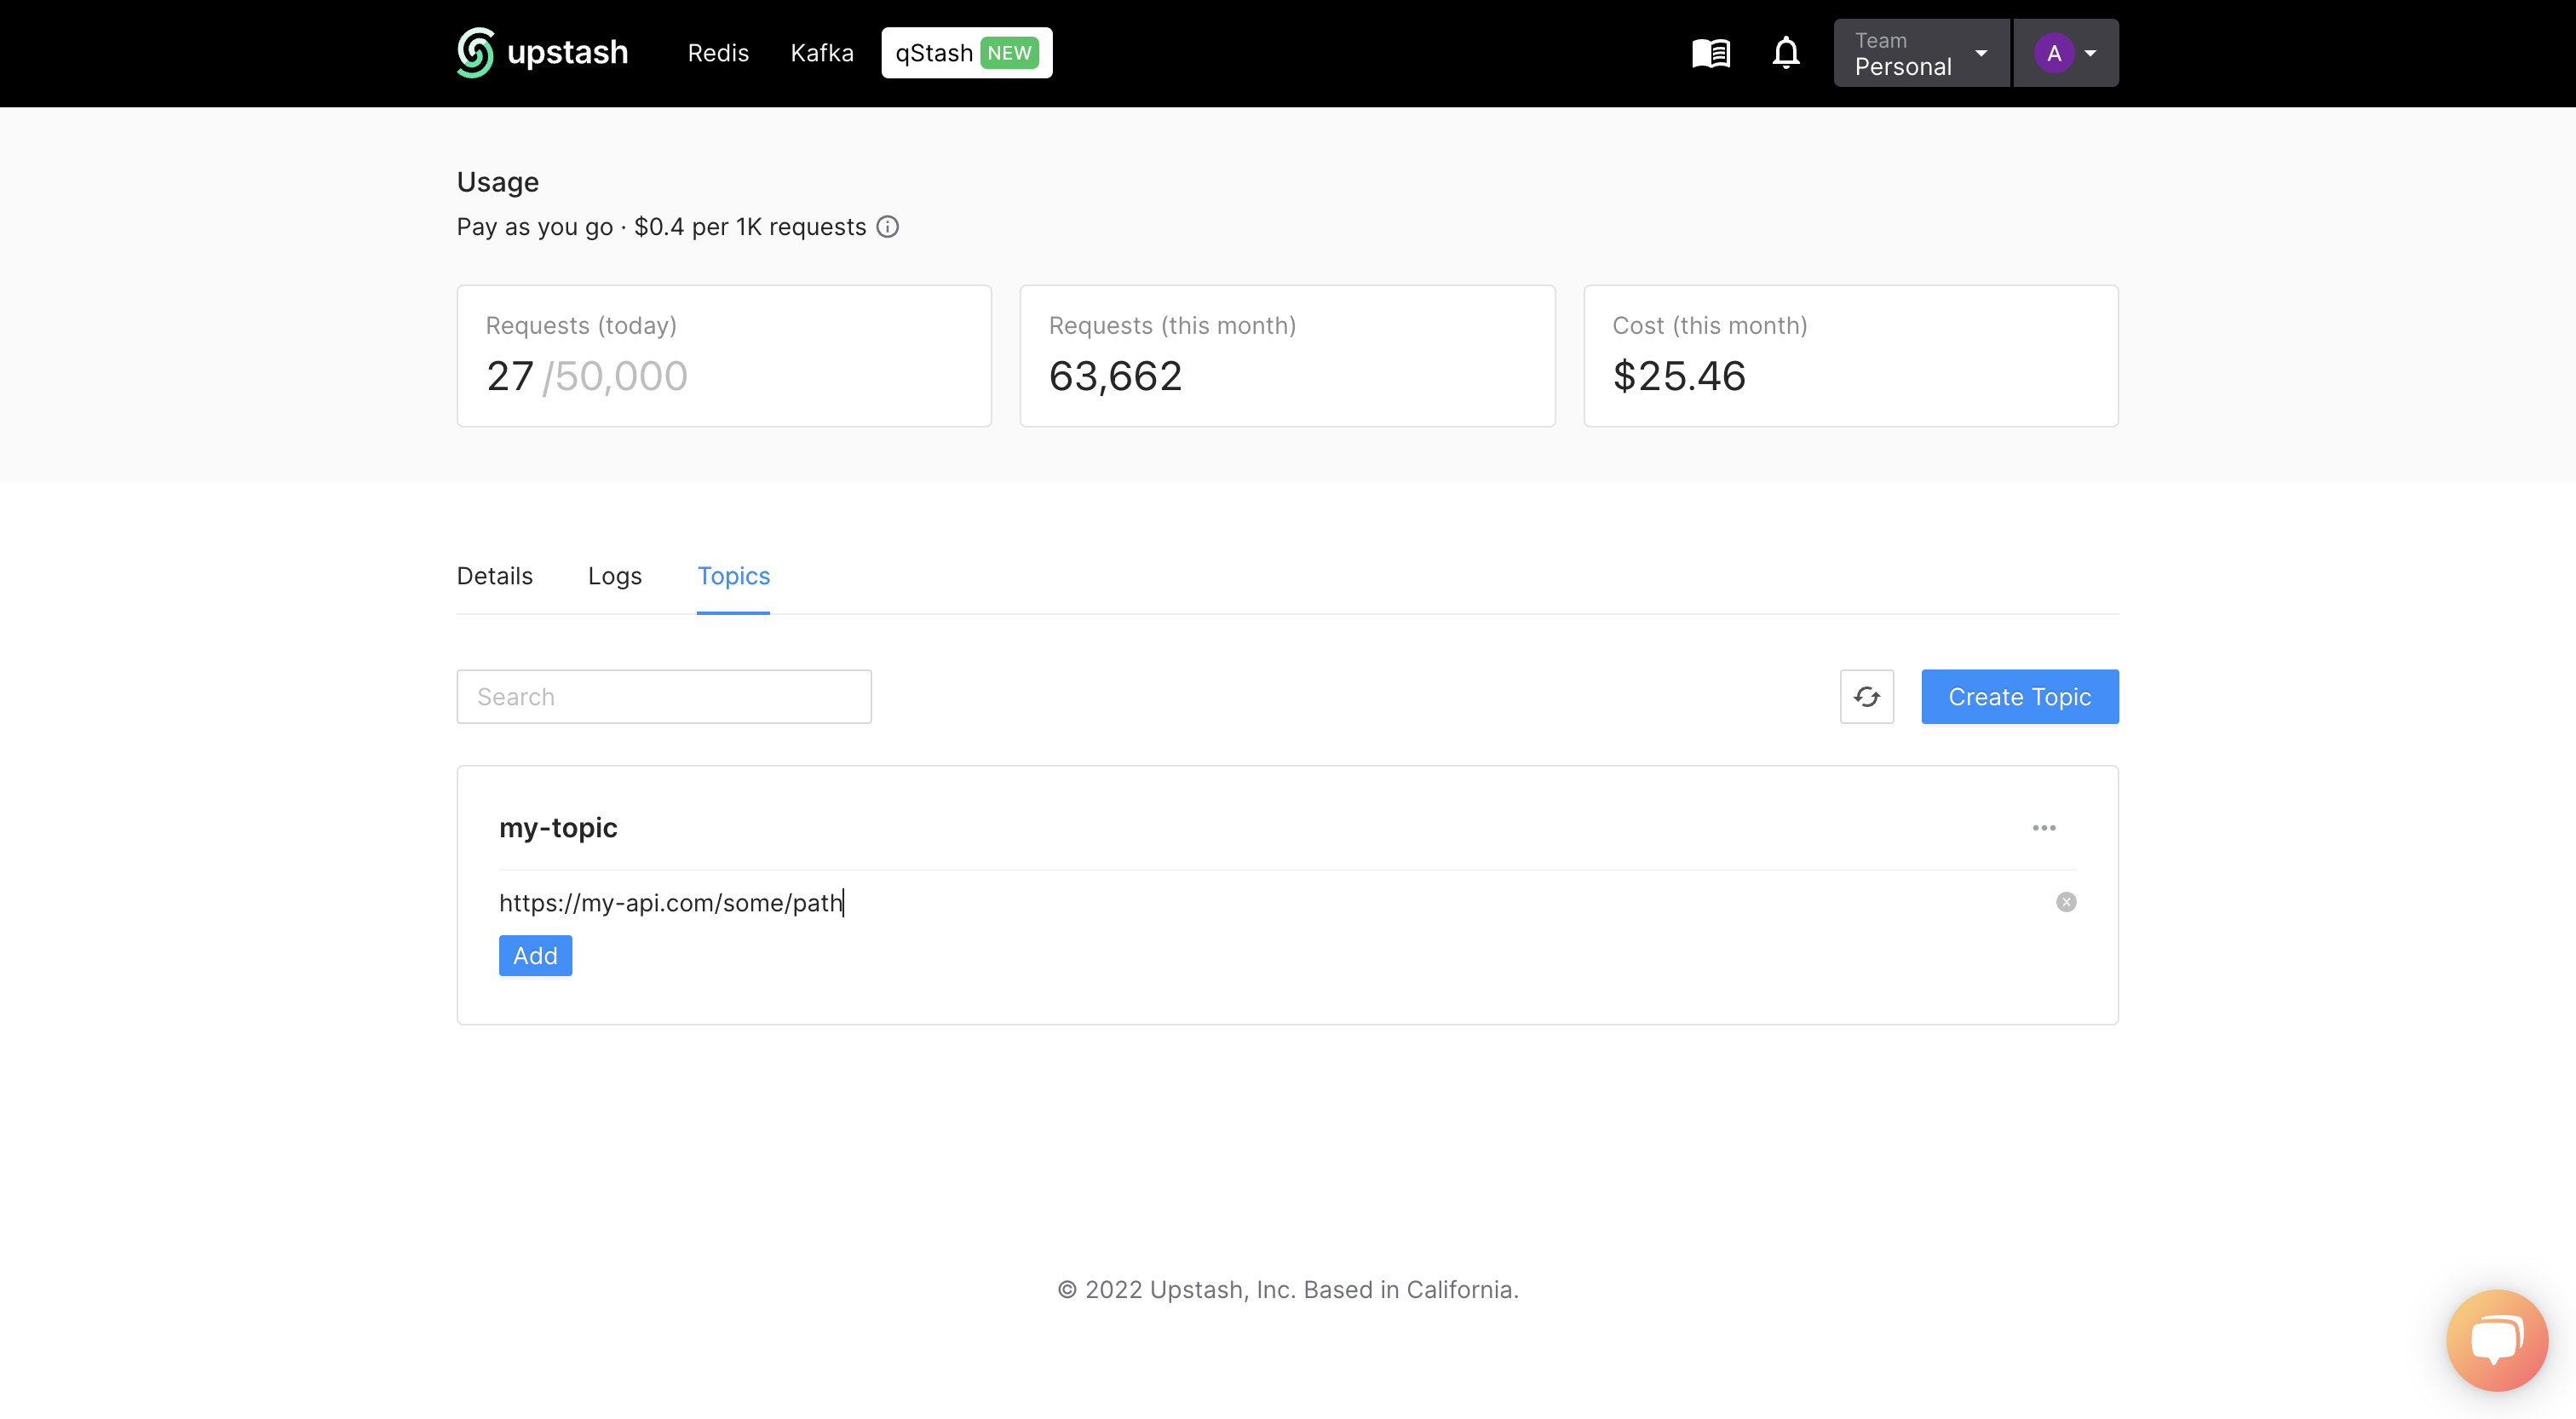 upstash Redis Kafka qStash NEW Team A
Personal
Usage
Pay as you go · $0.4 per 1K requests
Requests (today) Requests (this month) Cost (this month)
27 /50,000 63,662 $25.46
Details Logs Topics
Search Create Topic
my-topic
https://my-api.com/some/path
Add
© 2022 Upstash, Inc. Based in California.